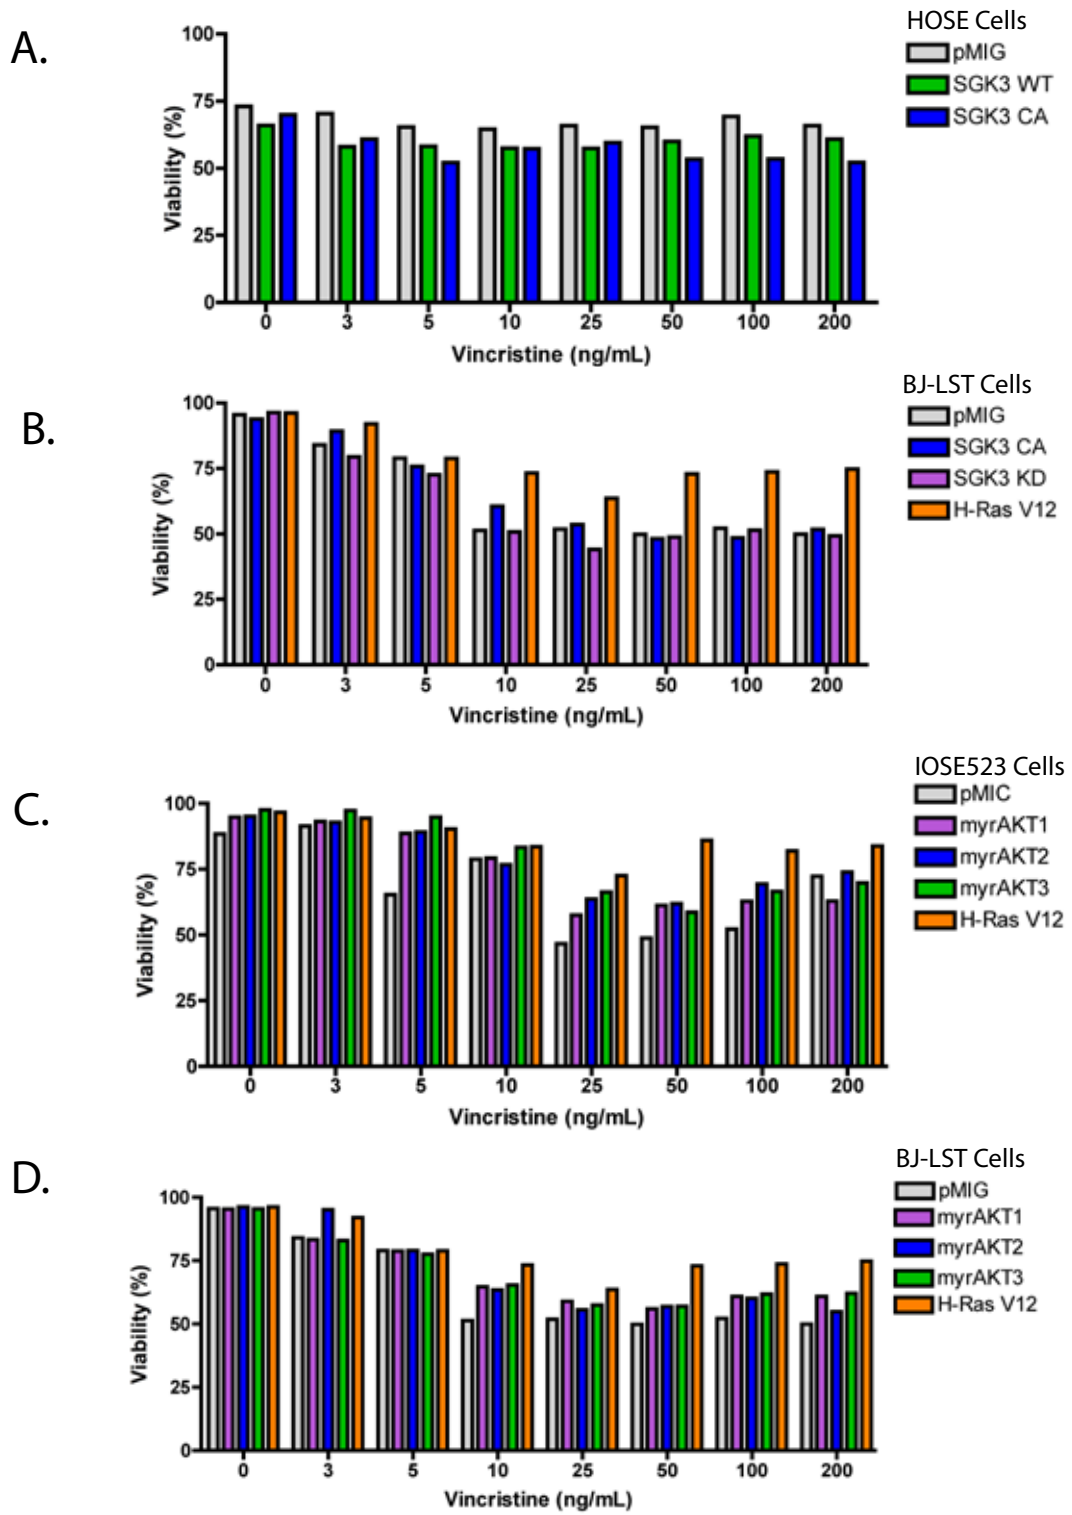 A.
HOSE Cells
pMIG
SGK3 WT
SGK3 CA
100
75
50
25
0
Viability (%)
0 3 5 10 25 50 100 200
Vincristine (ng/mL)
B.
BJ-LST Cells
pMIG
SGK3 CA
SGK3 KD
H-Ras V12
100
75
50
25
0
Viability (%)
0 3 5 10 25 50 100 200
Vincristine (ng/mL)
C.
IOSE523 Cells
pMIC
myrAKT1
myrAKT2
myrAKT3
H-Ras V12
100
75
50
25
0
Viability (%)
0 3 5 10 25 50 100 200
Vincristine (ng/mL)
D.
BJ-LST Cells
pMIG
myrAKT1
myrAKT2
myrAKT3
H-Ras V12
100
75
50
25
0
Viability (%)
0 3 5 10 25 50 100 200
Vincristine (ng/mL)